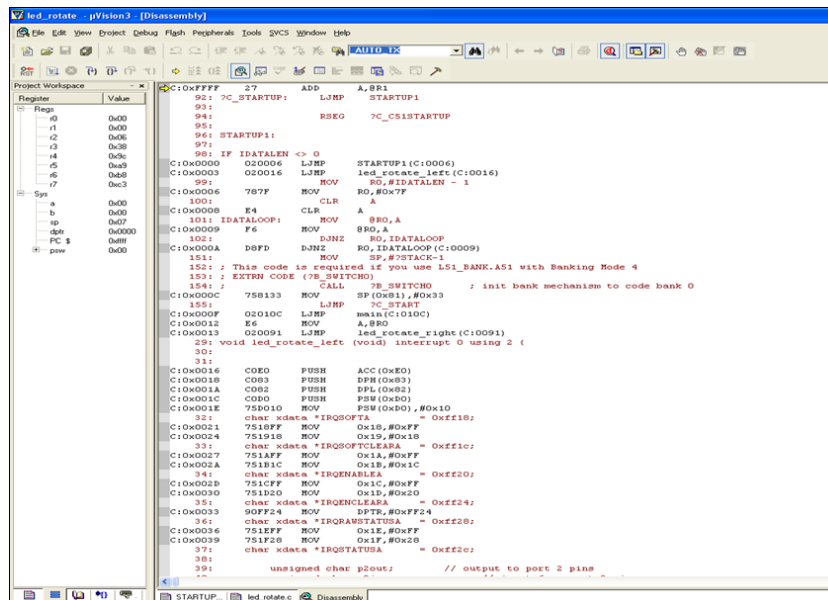 led_rotate - µVision3 - [Disassembly]
File Edit View Project Debug Flash Peripherals Tools SVCS Window Help
AUTO_TX
Project Workspace
Register Value
Regs
r0 0x00
r1 0x00
r2 0x06
r3 0x38
r4 0x9c
r5 0xa9
r6 0xb8
r7 0xc3
Sys
a 0x00
b 0x00
sp 0x07
dptr 0x0000
PC $ 0xffff
psw 0x00
C:0xFFFF 27 ADD A,@R1
92: ?C_STARTUP: LJMP STARTUP1
93:
94: RSEG ?C_C51STARTUP
95:
96: STARTUP1:
97:
98: IF IDATALEN <> 0
C:0x0000 020006 LJMP STARTUP1(C:0006)
C:0x0003 020016 LJMP led_rotate_left(C:0016)
99: MOV R0,#IDATALEN - 1
C:0x0006 787F MOV R0,#0x7F
100: CLR A
C:0x0008 E4 CLR A
101: IDATALOOP: MOV @R0,A
C:0x0009 F6 MOV @R0,A
102: DJNZ R0,IDATALOOP
C:0x000A D8FD DJNZ R0,IDATALOOP(C:0009)
151: MOV SP,#?STACK-1
152: ; This code is required if you use L51_BANK.A51 with Banking Mode 4
153: ; EXTRN CODE (?B_SWITCH0)
154: ; CALL ?B_SWITCH0 ; init bank mechanism to code bank 0
C:0x000C 758133 MOV SP(0x81),#0x33
155: LJMP ?C_START
C:0x000F 02010C LJMP main(C:010C)
C:0x0012 E6 MOV A,@R0
C:0x0013 020091 LJMP led_rotate_right(C:0091)
29: void led_rotate_left (void) interrupt 0 using 2 {
30:
31:
C:0x0016 C0E0 PUSH ACC(0xE0)
C:0x0018 C083 PUSH DPH(0x83)
C:0x001A C082 PUSH DPL(0x82)
C:0x001C C0D0 PUSH PSW(0xD0)
C:0x001E 75D010 MOV PSW(0xD0),#0x10
32: char xdata *IRQSOFTA = 0xff18;
C:0x0021 7518FF MOV 0x18,#0xFF
C:0x0024 751918 MOV 0x19,#0x18
33: char xdata *IRQSOFTCLEARA = 0xff1c;
C:0x0027 751AFF MOV 0x1A,#0xFF
C:0x002A 751B1C MOV 0x1B,#0x1C
34: char xdata *IRQENABLEA = 0xff20;
C:0x002D 751CFF MOV 0x1C,#0xFF
C:0x0030 751D20 MOV 0x1D,#0x20
35: char xdata *IRQENCLEARA = 0xff24;
C:0x0033 90FF24 MOV DPTR,#0xFF24
36: char xdata *IRQRAWSTATUSA = 0xff28;
C:0x0036 751EFF MOV 0x1E,#0xFF
C:0x0039 751F28 MOV 0x1F,#0x28
37: char xdata *IRQSTATUSA = 0xff2c;
38:
39: unsigned char p2out; // output to port 2 pins
STARTUP... led_rotate.c Disassembly